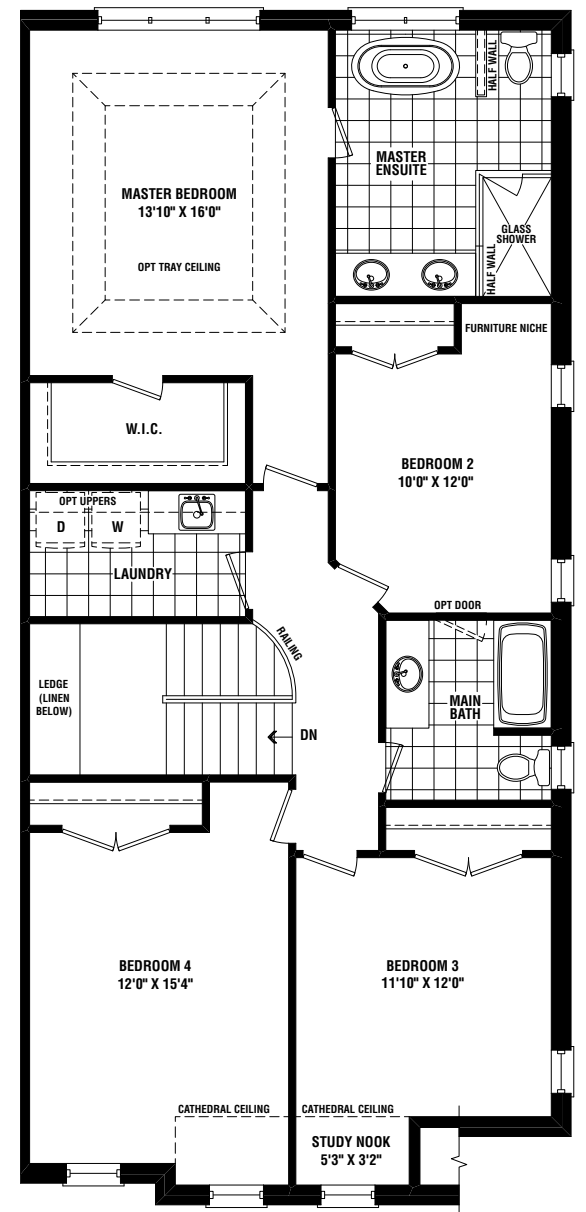 HALF WALL
MASTER
ENSUITE
MASTER BEDROOM
13'10" X 16'0"
OPT TRAY CEILING
GLASS
SHOWER
HALF WALL
FURNITURE NICHE
W.I.C.
BEDROOM 2
10'0" X 12'0"
OPT UPPERS
D
W
LAUNDRY
OPT DOOR
RAILING
LEDGE
(LINEN
BELOW)
MAIN
BATH
DN
BEDROOM 4
12'0" X 15'4"
BEDROOM 3
11'10" X 12'0"
CATHEDRAL CEILING
CATHEDRAL CEILING
STUDY NOOK
5'3" X 3'2"